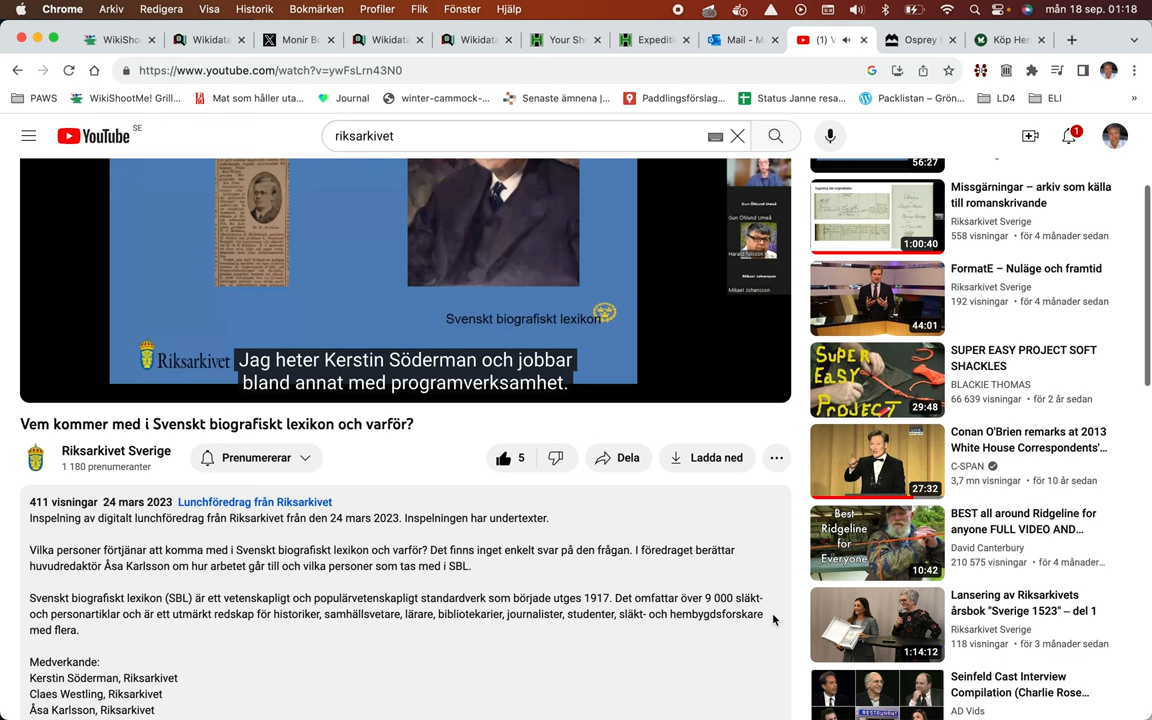 Chrome Arkiv Redigera Visa Historik Bokmärken Profiler Flik Fönster Hjälp mån 18 sep. 01:18
WikiSho Wikidat Monir B Wikidat Wikidat Your Sh Expediti Mail - M (1) V Osprey Köp Her
https://www.youtube.com/watch?v=ywFsLrn43N0
PAWS WikiShootMe! Grill... Mat som håller uta... Journal winter-cammock-... Senaste ämnena |... Paddlingsförslag... Status Janne resa... Packlistan – Grön... LD4 ELI »
YouTube SE
riksarkivet
1
Gun Öhlund Umeå
Gun Öhlund Umeå
Mikael Johansson
Mikael Johansson
Svenskt biografiskt lexikon
Riksarkivet
Jag heter Kerstin Söderman och jobbar
bland annat med programverksamhet.
Vem kommer med i Svenskt biografiskt lexikon och varför?
Riksarkivet Sverige
1 180 prenumeranter
Prenumererar
5
Dela
Ladda ned
411 visningar 24 mars 2023 Lunchföredrag från Riksarkivet
Inspelning av digitalt lunchföredrag från Riksarkivet från den 24 mars 2023. Inspelningen har undertexter.
Vilka personer förtjänar att komma med i Svenskt biografiskt lexikon och varför? Det finns inget enkelt svar på den frågan. I föredraget berättar
huvudredaktör Åsa Karlsson om hur arbetet går till och vilka personer som tas med i SBL.
Svenskt biografiskt lexikon (SBL) är ett vetenskapligt och populärvetenskapligt standardverk som började utges 1917. Det omfattar över 9 000 släkt-
och personartiklar och är ett utmärkt redskap för historiker, samhällsvetare, lärare, bibliotekarier, journalister, studenter, släkt- och hembygdsforskare
med flera.
Medverkande:
Kerstin Söderman, Riksarkivet
Claes Westling, Riksarkivet
Åsa Karlsson, Riksarkivet
56:27
Missgärningar – arkiv som källa
till romanskrivande
Riksarkivet Sverige
558 visningar • för 4 månader sedan
1:00:40
FormatE – Nuläge och framtid
Riksarkivet Sverige
192 visningar • för 4 månader sedan
44:01
SUPER EASY PROJECT SOFT
SHACKLES
BLACKIE THOMAS
66 639 visningar • för 2 år sedan
SUPER
EaSY
PROJECT
29:48
Conan O'Brien remarks at 2013
White House Correspondents'...
C-SPAN
3,7 mn visningar • för 10 år sedan
27:32
BEST all around Ridgeline for
anyone FULL VIDEO AND...
David Canterbury
210 575 visningar • för 4 månader...
Best
Ridgeline
for
Everyone
10:42
Lansering av Riksarkivets
årsbok "Sverige 1523" – del 1
Riksarkivet Sverige
118 visningar • för 3 månader sedan
1:14:12
Seinfeld Cast Interview
Compilation (Charlie Rose...
AD Vids